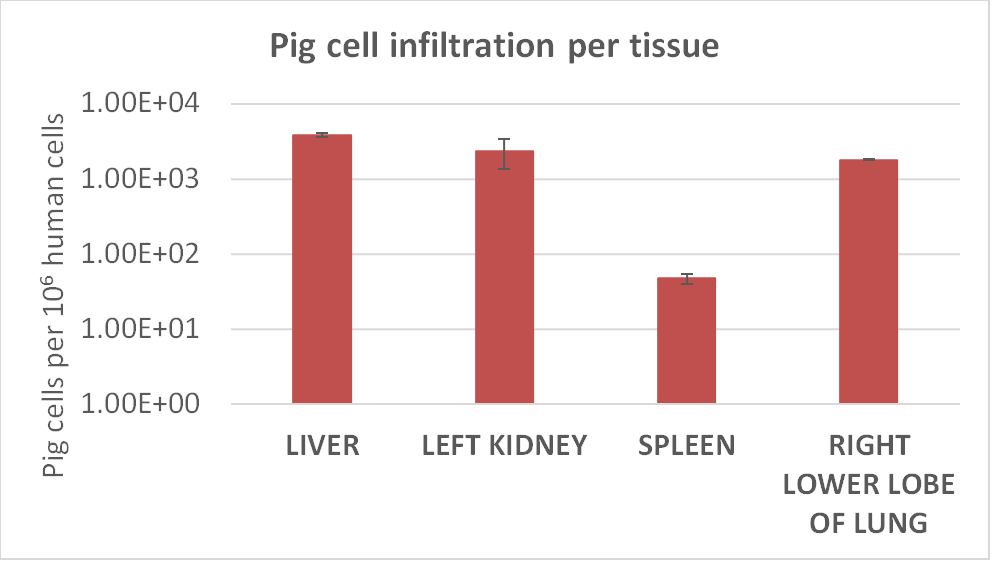 Pig cell infiltration per tissue
Pig cells per 10⁶ human cells
1.00E+04
1.00E+03
1.00E+02
1.00E+01
1.00E+00
LIVER
LEFT KIDNEY
SPLEEN
RIGHT
LOWER LOBE
OF LUNG